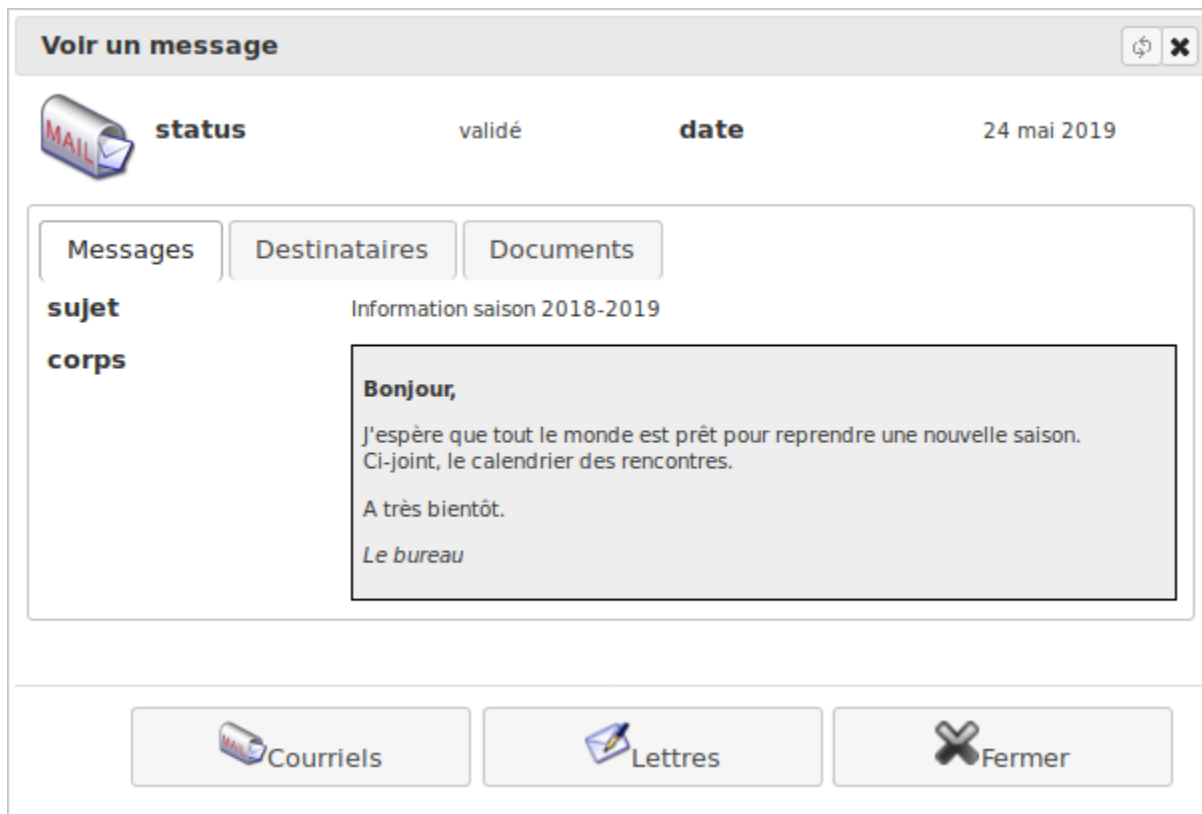 Voir un message
MAIL
status validé date 24 mai 2019
Messages Destinataires Documents
sujet Information saison 2018-2019
corps
Bonjour,
J'espère que tout le monde est prêt pour reprendre une nouvelle saison.
Ci-joint, le calendrier des rencontres.
A très bientôt.
Le bureau
MAIL Courriels Lettres Fermer